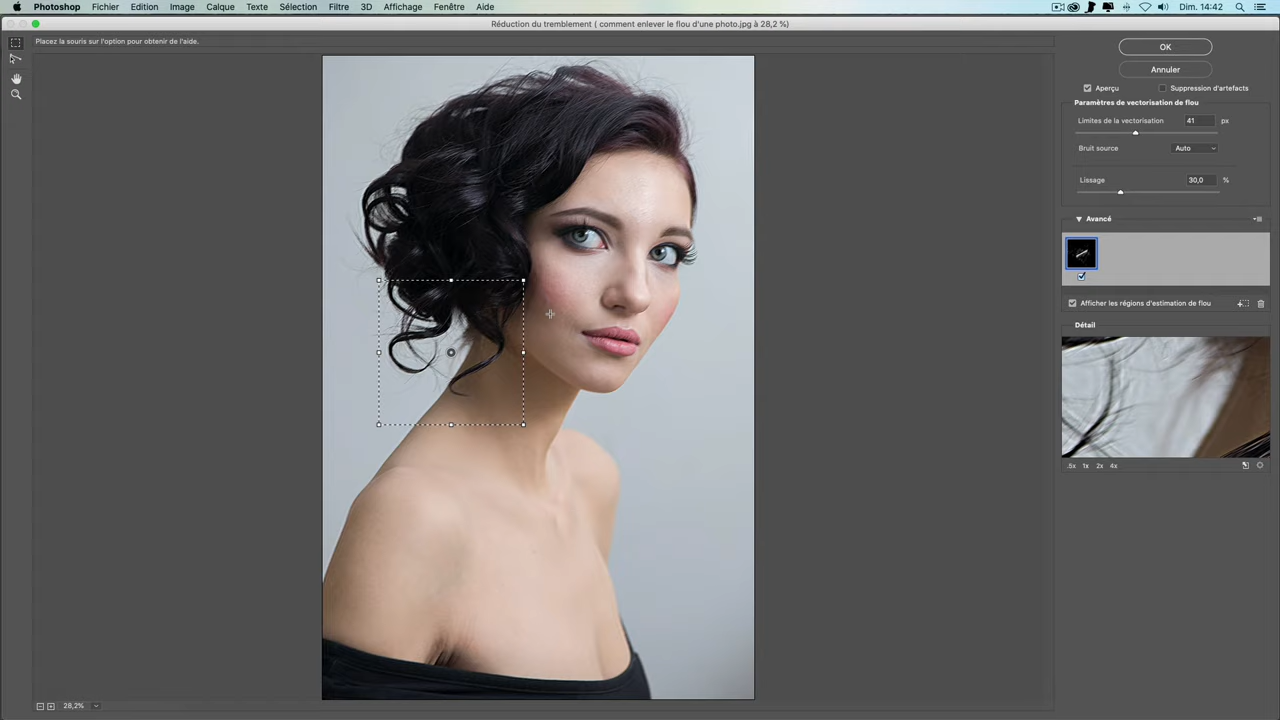 Photoshop Fichier Edition Image Calque Texte Sélection Filtre 3D Affichage Fenêtre Aide Dim. 14:42
Réduction du tremblement ( comment enlever le flou d'une photo.jpg à 28,2 %)
Placez la souris sur l'option pour obtenir de l'aide.
OK
Annuler
Aperçu Suppression d'artefacts
Paramètres de vectorisation de flou
Limites de la vectorisation 41 px
Bruit source Auto
Lissage 30,0 %
Avancé
Afficher les régions d'estimation de flou
Détail
.5x 1x 2x 4x
28,2%